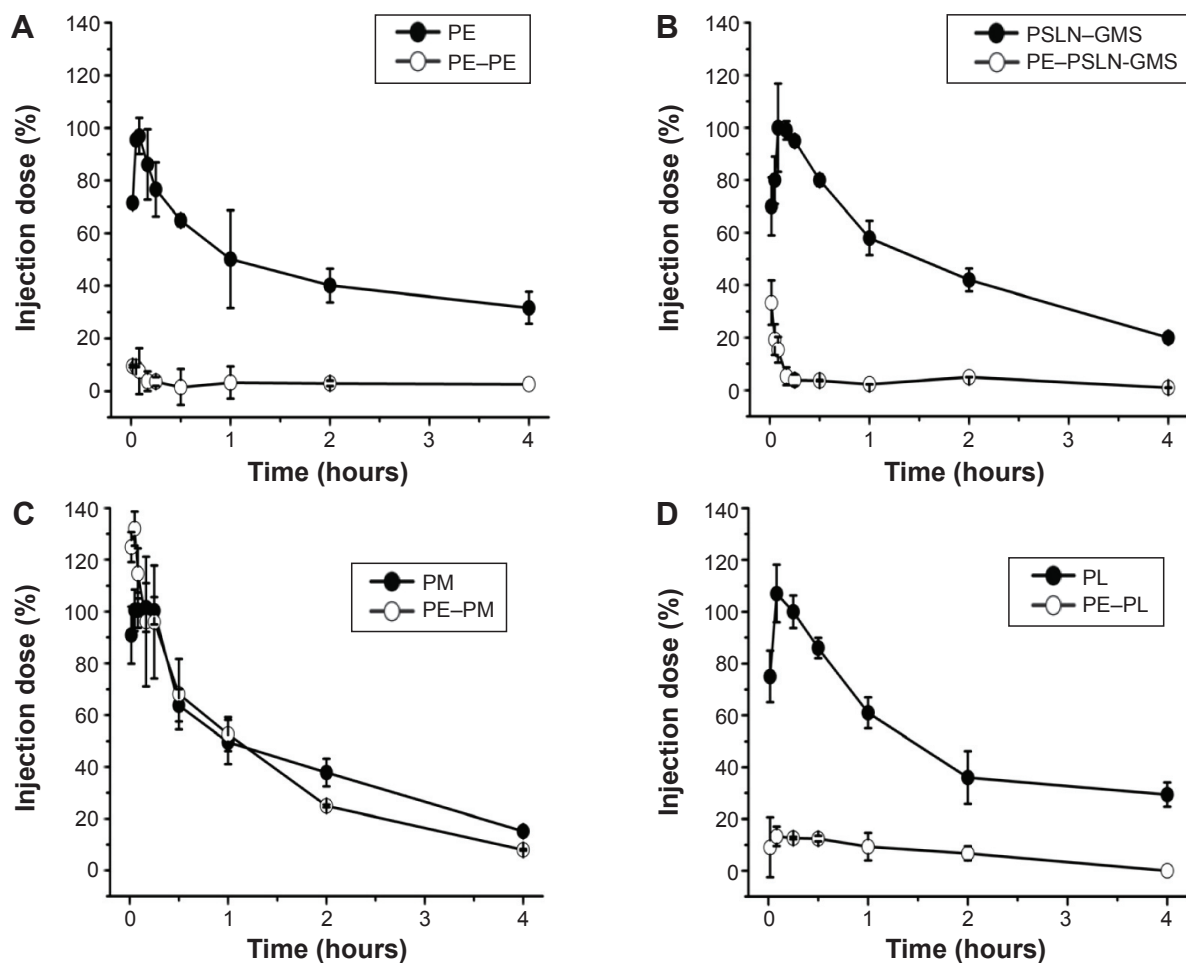 A
PE
PE–PE
Injection dose (%)
140
120
100
80
60
40
20
0
0 1 2 3 4
Time (hours)
B
PSLN–GMS
PE–PSLN-GMS
Injection dose (%)
140
120
100
80
60
40
20
0
0 1 2 3 4
Time (hours)
C
PM
PE–PM
Injection dose (%)
140
120
100
80
60
40
20
0
0 1 2 3 4
Time (hours)
D
PL
PE–PL
Injection dose (%)
140
120
100
80
60
40
20
0
0 1 2 3 4
Time (hours)